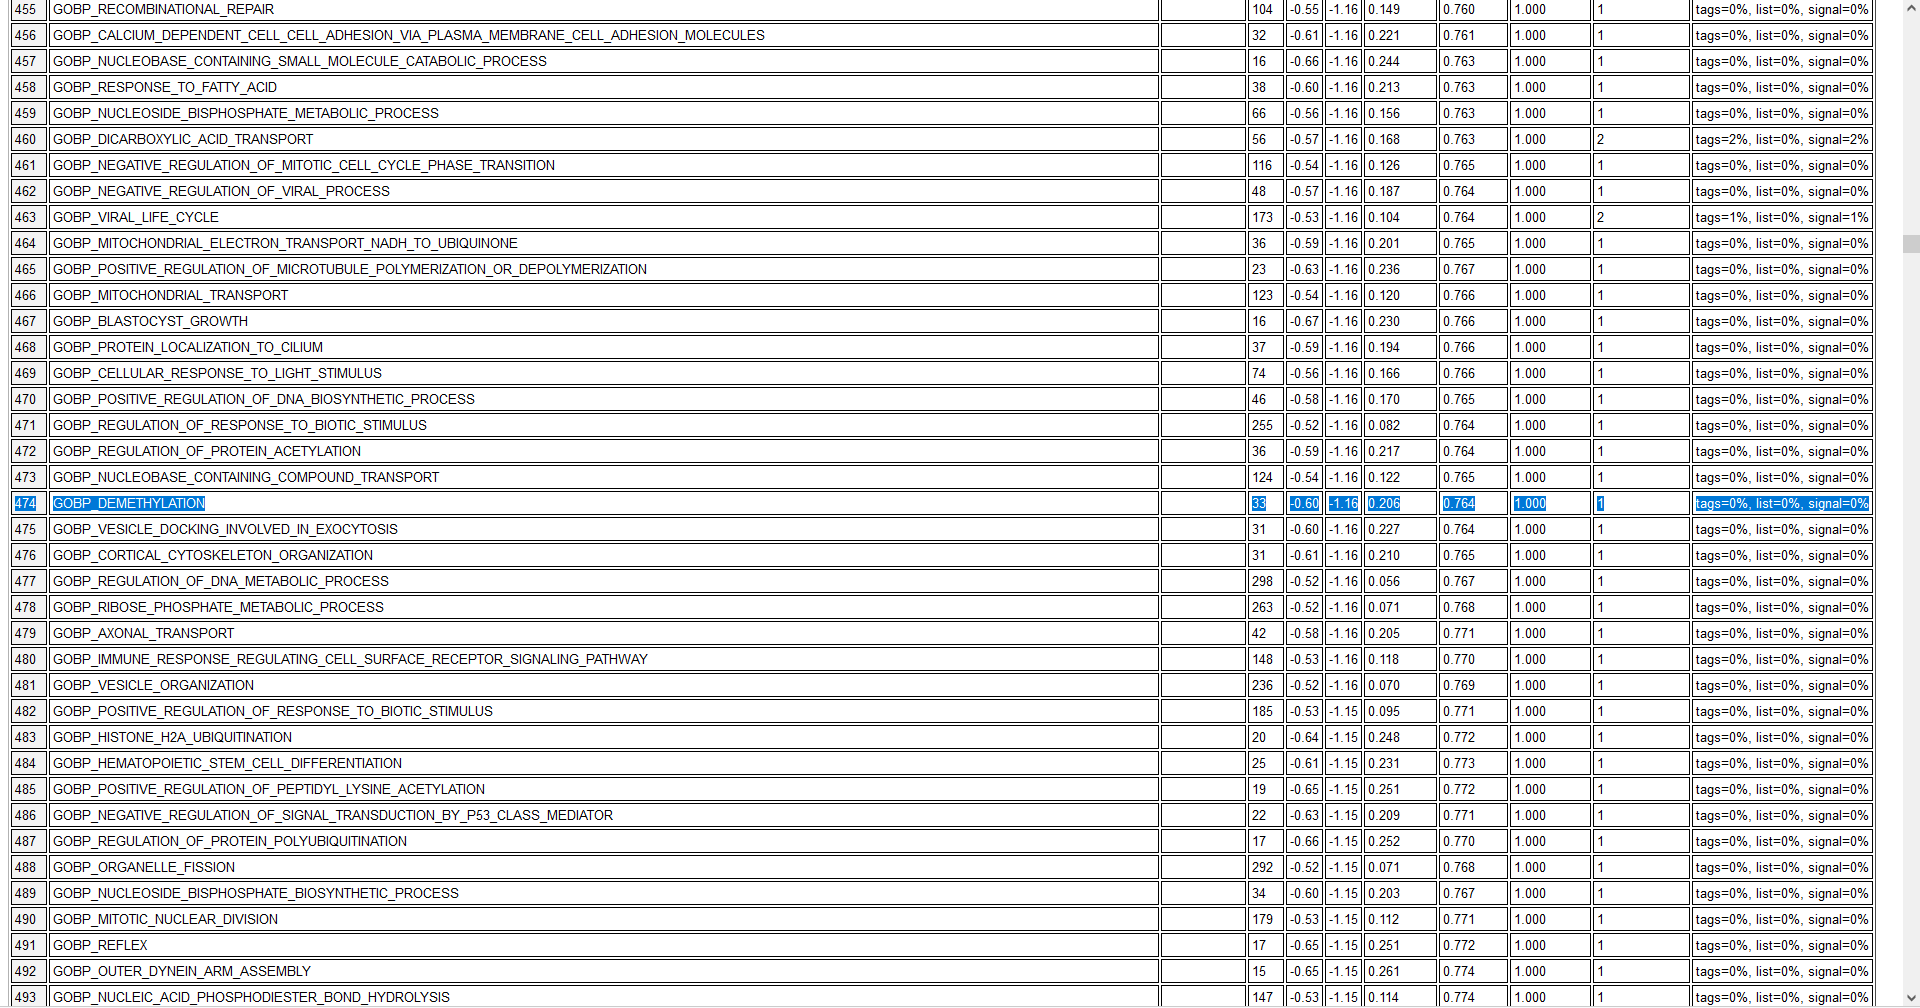 455 GOBP_RECOMBINATIONAL_REPAIR 104 -0.55 -1.16 0.149 0.760 1.000 1 tags=0%, list=0%, signal=0%
456 GOBP_CALCIUM_DEPENDENT_CELL_CELL_ADHESION_VIA_PLASMA_MEMBRANE_CELL_ADHESION_MOLECULES 32 -0.61 -1.16 0.221 0.761 1.000 1 tags=0%, list=0%, signal=0%
457 GOBP_NUCLEOBASE_CONTAINING_SMALL_MOLECULE_CATABOLIC_PROCESS 16 -0.66 -1.16 0.244 0.763 1.000 1 tags=0%, list=0%, signal=0%
458 GOBP_RESPONSE_TO_FATTY_ACID 38 -0.60 -1.16 0.213 0.763 1.000 1 tags=0%, list=0%, signal=0%
459 GOBP_NUCLEOSIDE_BISPHOSPHATE_METABOLIC_PROCESS 66 -0.56 -1.16 0.156 0.763 1.000 1 tags=0%, list=0%, signal=0%
460 GOBP_DICARBOXYLIC_ACID_TRANSPORT 56 -0.57 -1.16 0.168 0.763 1.000 2 tags=2%, list=0%, signal=2%
461 GOBP_NEGATIVE_REGULATION_OF_MITOTIC_CELL_CYCLE_PHASE_TRANSITION 116 -0.54 -1.16 0.126 0.765 1.000 1 tags=0%, list=0%, signal=0%
462 GOBP_NEGATIVE_REGULATION_OF_VIRAL_PROCESS 48 -0.57 -1.16 0.187 0.764 1.000 1 tags=0%, list=0%, signal=0%
463 GOBP_VIRAL_LIFE_CYCLE 173 -0.53 -1.16 0.104 0.764 1.000 2 tags=1%, list=0%, signal=1%
464 GOBP_MITOCHONDRIAL_ELECTRON_TRANSPORT_NADH_TO_UBIQUINONE 36 -0.59 -1.16 0.201 0.765 1.000 1 tags=0%, list=0%, signal=0%
465 GOBP_POSITIVE_REGULATION_OF_MICROTUBULE_POLYMERIZATION_OR_DEPOLYMERIZATION 23 -0.63 -1.16 0.236 0.767 1.000 1 tags=0%, list=0%, signal=0%
466 GOBP_MITOCHONDRIAL_TRANSPORT 123 -0.54 -1.16 0.120 0.766 1.000 1 tags=0%, list=0%, signal=0%
467 GOBP_BLASTOCYST_GROWTH 16 -0.67 -1.16 0.230 0.766 1.000 1 tags=0%, list=0%, signal=0%
468 GOBP_PROTEIN_LOCALIZATION_TO_CILIUM 37 -0.59 -1.16 0.194 0.766 1.000 1 tags=0%, list=0%, signal=0%
469 GOBP_CELLULAR_RESPONSE_TO_LIGHT_STIMULUS 74 -0.56 -1.16 0.166 0.766 1.000 1 tags=0%, list=0%, signal=0%
470 GOBP_POSITIVE_REGULATION_OF_DNA_BIOSYNTHETIC_PROCESS 46 -0.58 -1.16 0.170 0.765 1.000 1 tags=0%, list=0%, signal=0%
471 GOBP_REGULATION_OF_RESPONSE_TO_BIOTIC_STIMULUS 255 -0.52 -1.16 0.082 0.764 1.000 1 tags=0%, list=0%, signal=0%
472 GOBP_REGULATION_OF_PROTEIN_ACETYLATION 36 -0.59 -1.16 0.217 0.764 1.000 1 tags=0%, list=0%, signal=0%
473 GOBP_NUCLEOBASE_CONTAINING_COMPOUND_TRANSPORT 124 -0.54 -1.16 0.122 0.765 1.000 1 tags=0%, list=0%, signal=0%
474 GOBP_DEMETHYLATION 33 -0.60 -1.16 0.206 0.764 1.000 1 tags=0%, list=0%, signal=0%
475 GOBP_VESICLE_DOCKING_INVOLVED_IN_EXOCYTOSIS 31 -0.60 -1.16 0.227 0.764 1.000 1 tags=0%, list=0%, signal=0%
476 GOBP_CORTICAL_CYTOSKELETON_ORGANIZATION 31 -0.61 -1.16 0.210 0.765 1.000 1 tags=0%, list=0%, signal=0%
477 GOBP_REGULATION_OF_DNA_METABOLIC_PROCESS 298 -0.52 -1.16 0.056 0.767 1.000 1 tags=0%, list=0%, signal=0%
478 GOBP_RIBOSE_PHOSPHATE_METABOLIC_PROCESS 263 -0.52 -1.16 0.071 0.768 1.000 1 tags=0%, list=0%, signal=0%
479 GOBP_AXONAL_TRANSPORT 42 -0.58 -1.16 0.205 0.771 1.000 1 tags=0%, list=0%, signal=0%
480 GOBP_IMMUNE_RESPONSE_REGULATING_CELL_SURFACE_RECEPTOR_SIGNALING_PATHWAY 148 -0.53 -1.16 0.118 0.770 1.000 1 tags=0%, list=0%, signal=0%
481 GOBP_VESICLE_ORGANIZATION 236 -0.52 -1.16 0.070 0.769 1.000 1 tags=0%, list=0%, signal=0%
482 GOBP_POSITIVE_REGULATION_OF_RESPONSE_TO_BIOTIC_STIMULUS 185 -0.53 -1.15 0.095 0.771 1.000 1 tags=0%, list=0%, signal=0%
483 GOBP_HISTONE_H2A_UBIQUITINATION 20 -0.64 -1.15 0.248 0.772 1.000 1 tags=0%, list=0%, signal=0%
484 GOBP_HEMATOPOIETIC_STEM_CELL_DIFFERENTIATION 25 -0.61 -1.15 0.231 0.773 1.000 1 tags=0%, list=0%, signal=0%
485 GOBP_POSITIVE_REGULATION_OF_PEPTIDYL_LYSINE_ACETYLATION 19 -0.65 -1.15 0.251 0.772 1.000 1 tags=0%, list=0%, signal=0%
486 GOBP_NEGATIVE_REGULATION_OF_SIGNAL_TRANSDUCTION_BY_P53_CLASS_MEDIATOR 22 -0.63 -1.15 0.209 0.771 1.000 1 tags=0%, list=0%, signal=0%
487 GOBP_REGULATION_OF_PROTEIN_POLYUBIQUITINATION 17 -0.66 -1.15 0.252 0.770 1.000 1 tags=0%, list=0%, signal=0%
488 GOBP_ORGANELLE_FISSION 292 -0.52 -1.15 0.071 0.768 1.000 1 tags=0%, list=0%, signal=0%
489 GOBP_NUCLEOSIDE_BISPHOSPHATE_BIOSYNTHETIC_PROCESS 34 -0.60 -1.15 0.203 0.767 1.000 1 tags=0%, list=0%, signal=0%
490 GOBP_MITOTIC_NUCLEAR_DIVISION 179 -0.53 -1.15 0.112 0.771 1.000 1 tags=0%, list=0%, signal=0%
491 GOBP_REFLEX 17 -0.65 -1.15 0.251 0.772 1.000 1 tags=0%, list=0%, signal=0%
492 GOBP_OUTER_DYNEIN_ARM_ASSEMBLY 15 -0.65 -1.15 0.261 0.774 1.000 1 tags=0%, list=0%, signal=0%
493 GOBP_NUCLEIC_ACID_PHOSPHODIESTER_BOND_HYDROLYSIS 147 -0.53 -1.15 0.114 0.774 1.000 1 tags=0%, list=0%, signal=0%